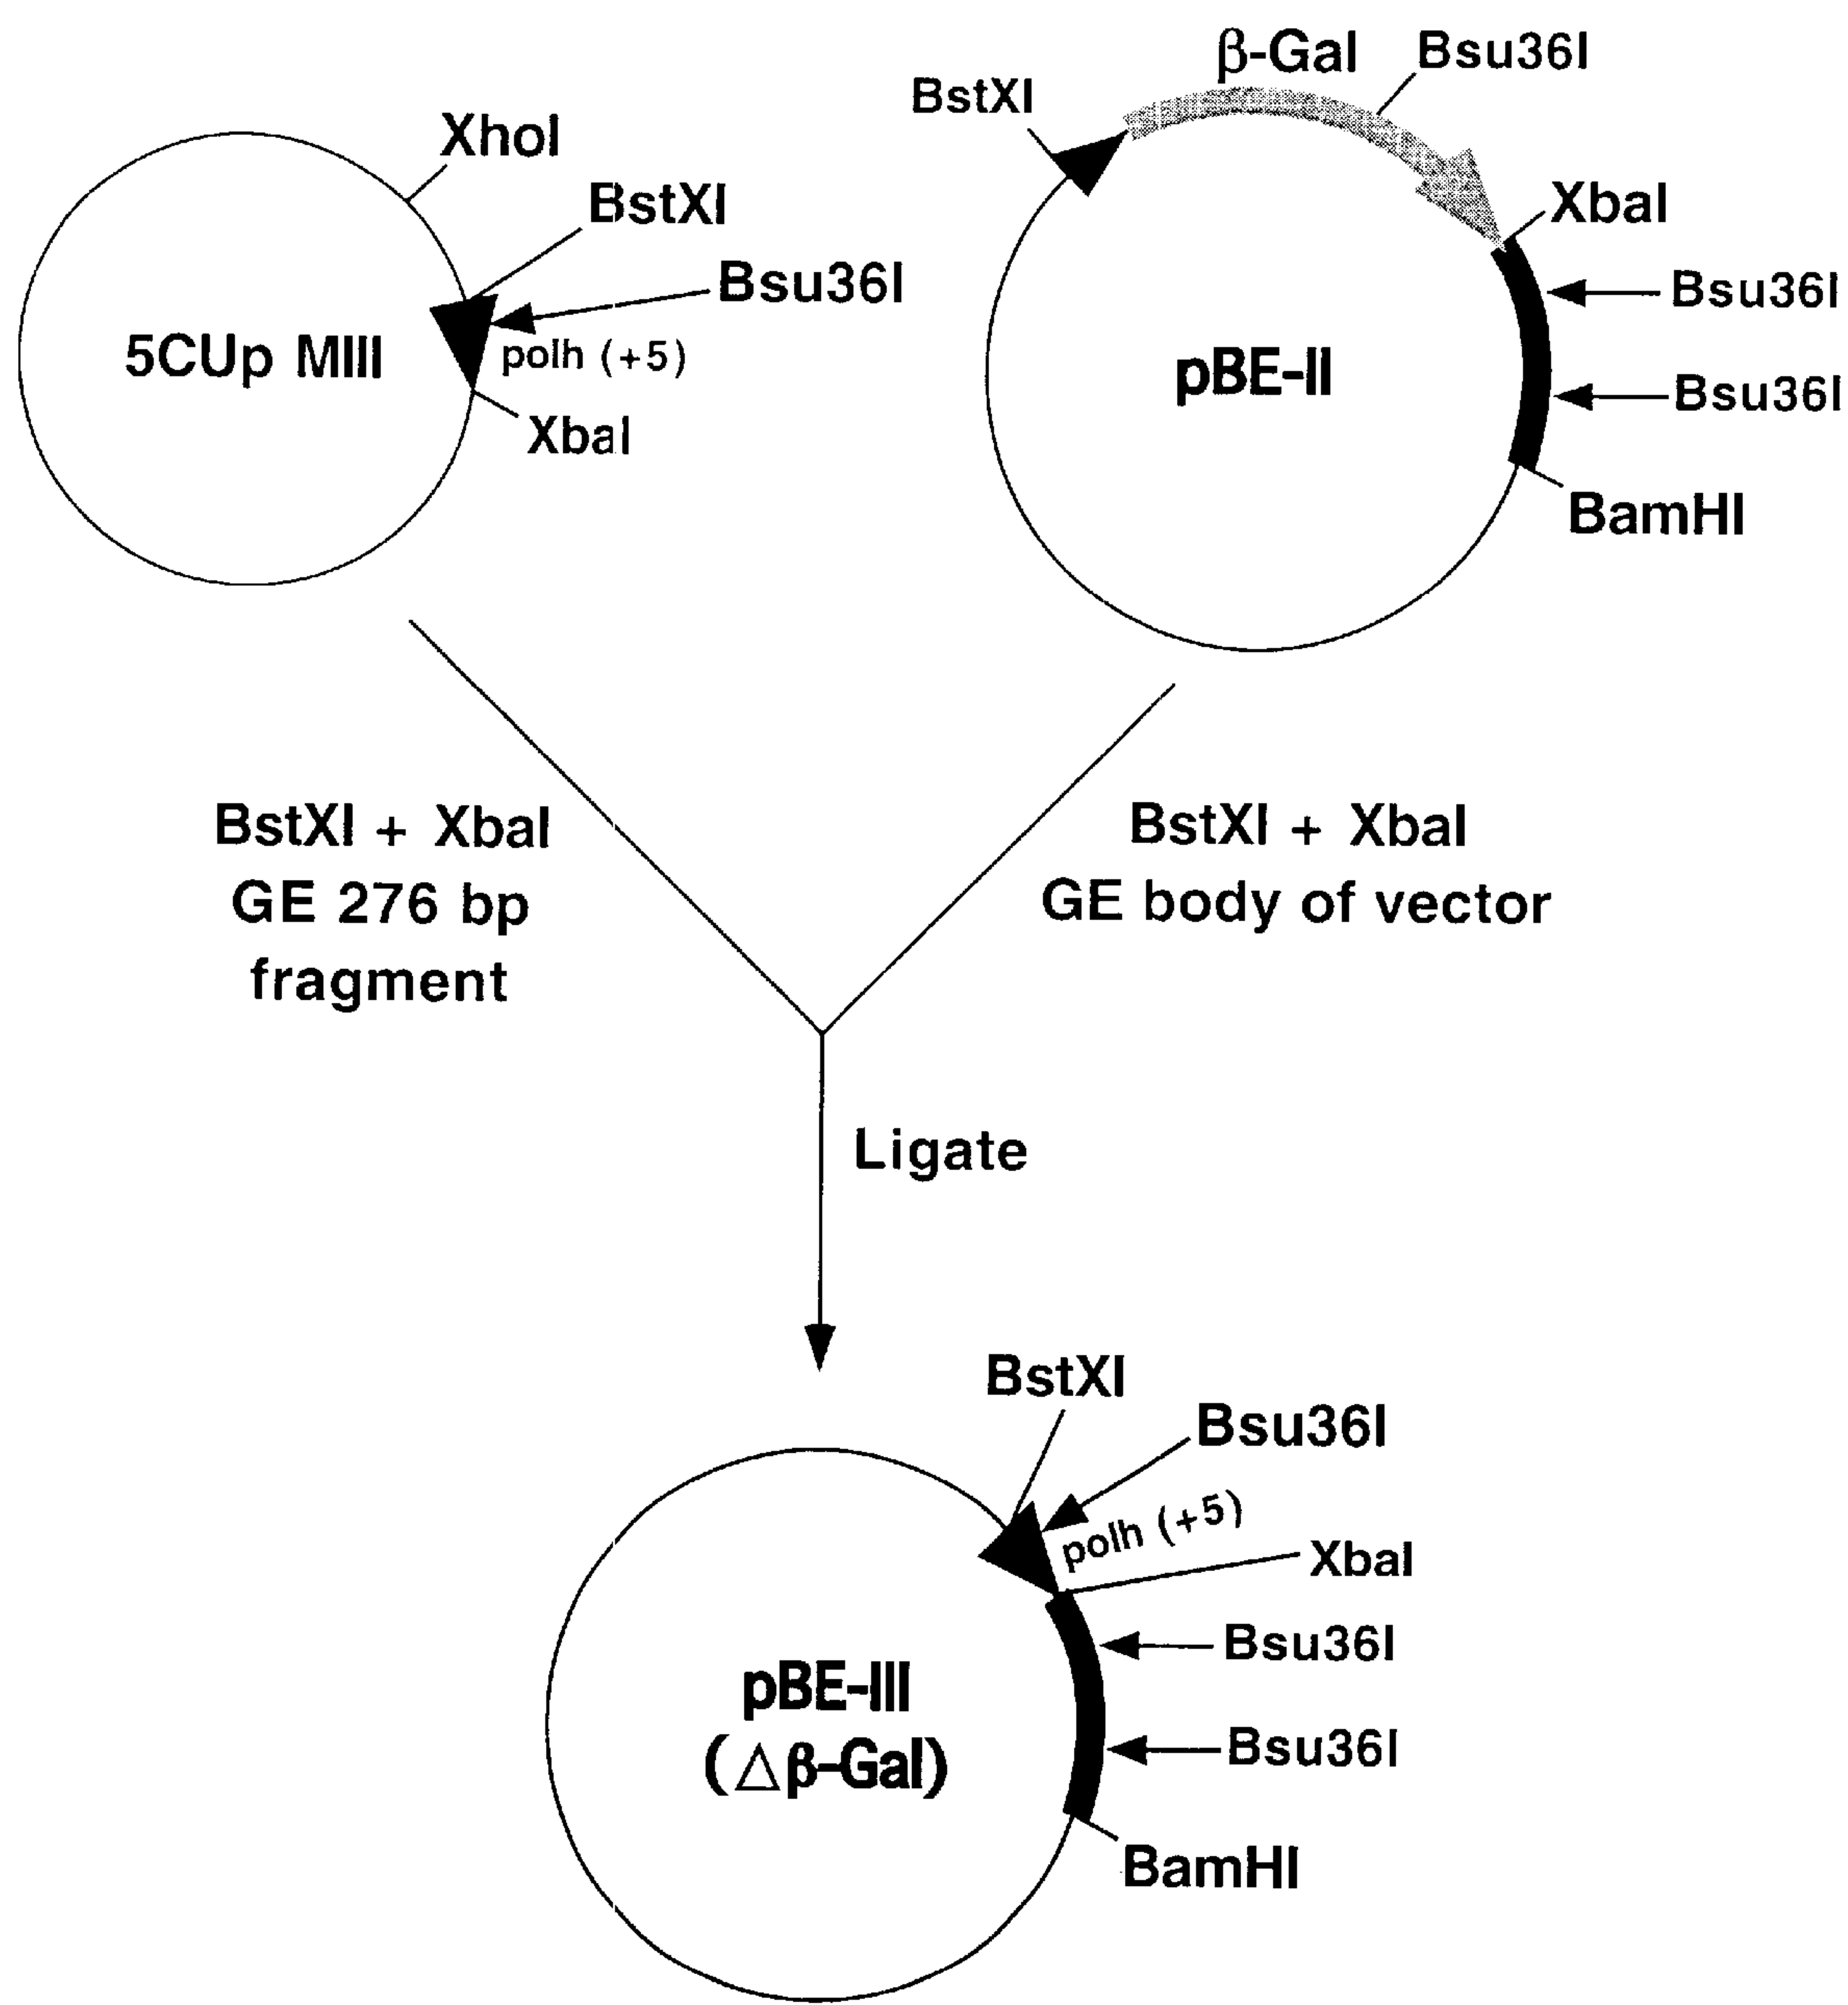 β-Gal
Bsu36I
BstXI
XhoI
BstXI
XbaI
Bsu36I
5CUp MIII
polh (+5)
XbaI
pBE-II
Bsu36I
Bsu36I
BamHI
BstXI + XbaI
GE 276 bp
fragment
BstXI + XbaI
GE body of vector
Ligate
BstXI
Bsu36I
polh (+5)
XbaI
Bsu36I
pBE-III
(△β-Gal)
Bsu36I
BamHI